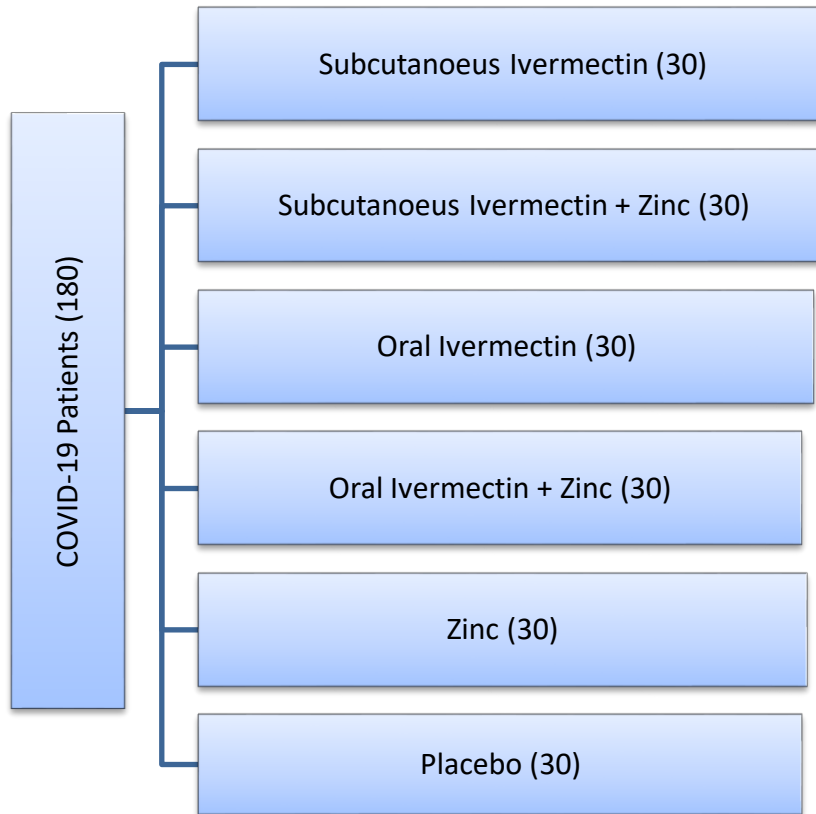 COVID-19 Patients (180)
Subcutanoeus Ivermectin (30)
Subcutanoeus Ivermectin + Zinc (30)
Oral Ivermectin (30)
Oral Ivermectin + Zinc (30)
Zinc (30)
Placebo (30)